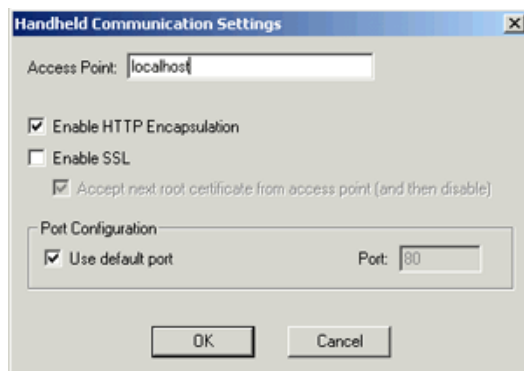 Handheld Communication Settings
Access Point: localhost
Enable HTTP Encapsulation
Enable SSL
Accept next root certificate from access point (and then disable)
Port Configuration
Use default port Port: 80
OK Cancel